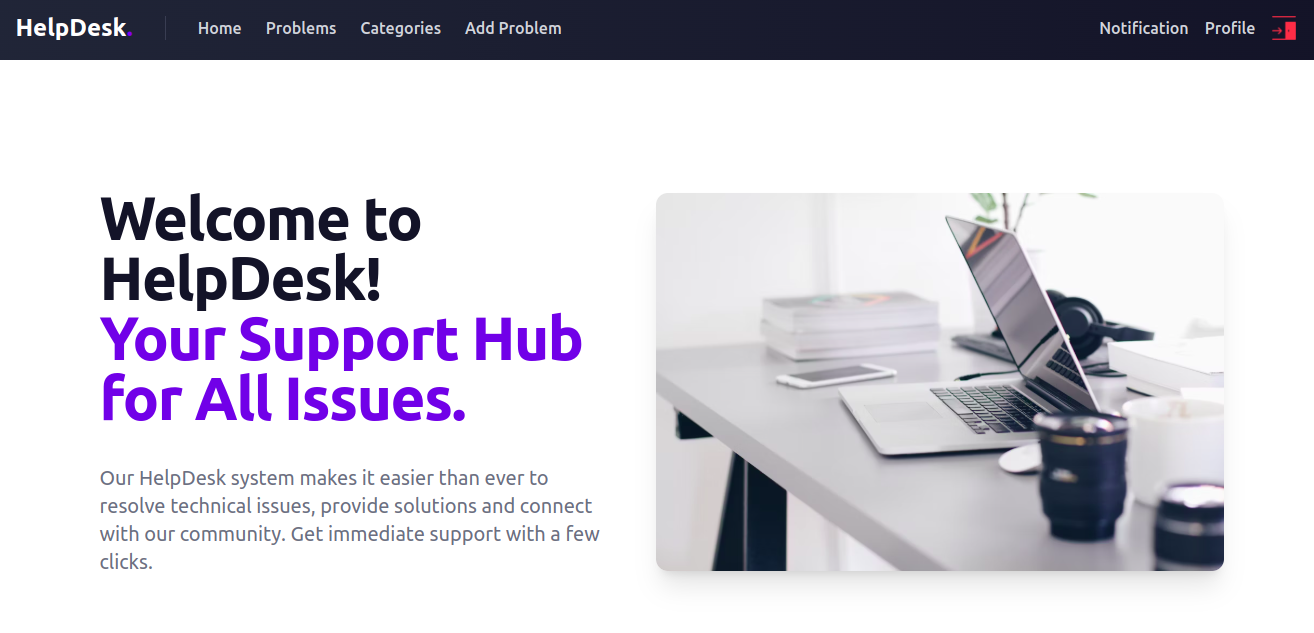 HelpDesk.
Home
Problems
Categories
Add Problem
Notification
Profile
Welcome to
HelpDesk!
Your Support Hub
for All Issues.
Our HelpDesk system makes it easier than ever to
resolve technical issues, provide solutions and connect
with our community. Get immediate support with a few
clicks.